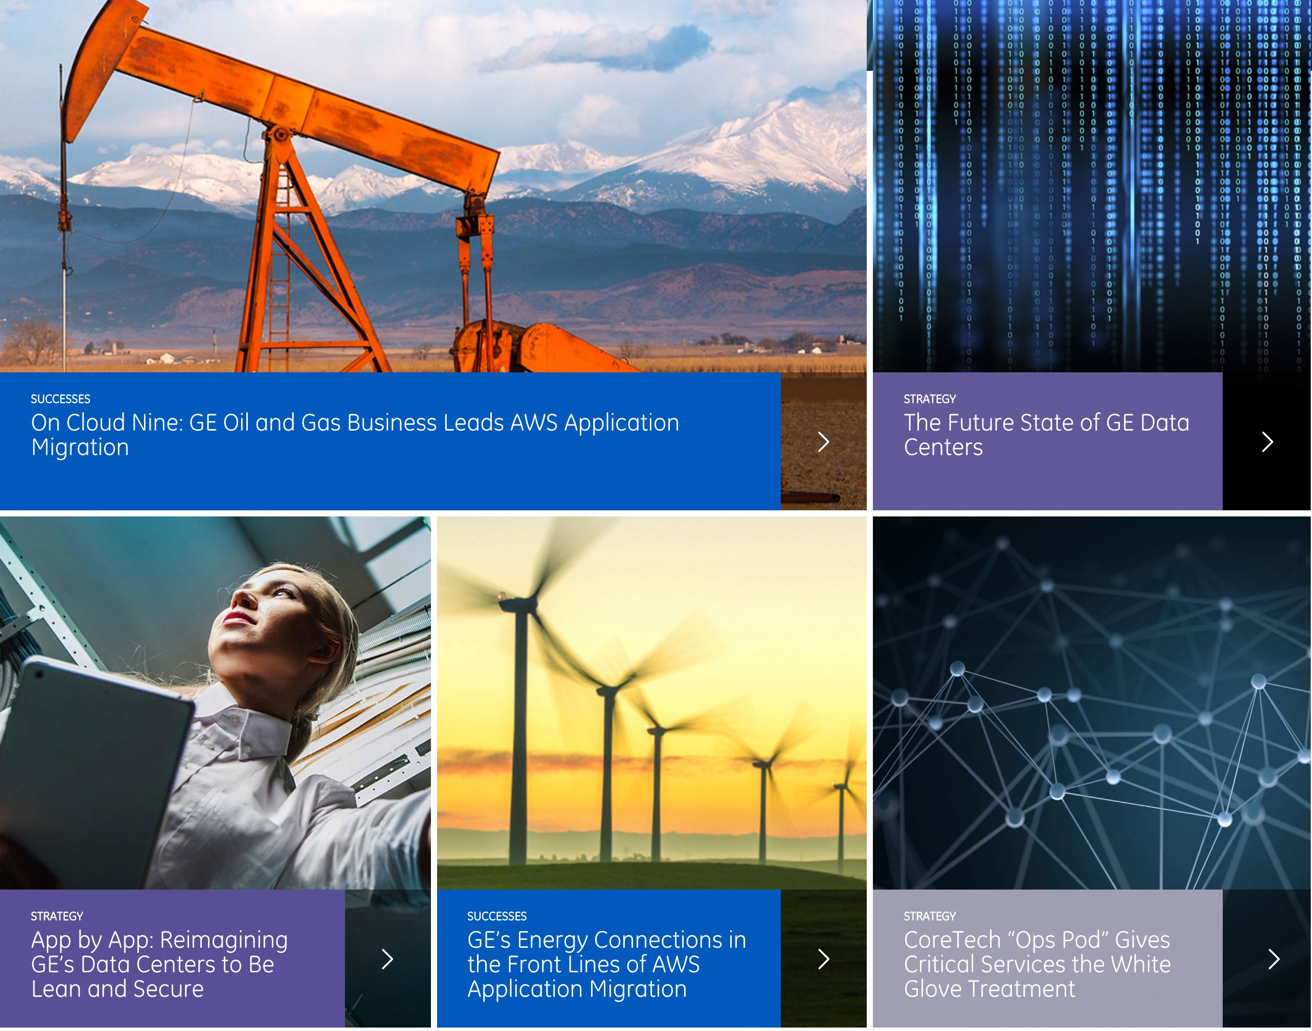 SUCCESSES
On Cloud Nine: GE Oil and Gas Business Leads AWS Application
Migration
STRATEGY
The Future State of GE Data
Centers
STRATEGY
App by App: Reimagining
GE’s Data Centers to Be
Lean and Secure
SUCCESSES
GE’s Energy Connections in
the Front Lines of AWS
Application Migration
STRATEGY
CoreTech “Ops Pod” Gives
Critical Services the White
Glove Treatment